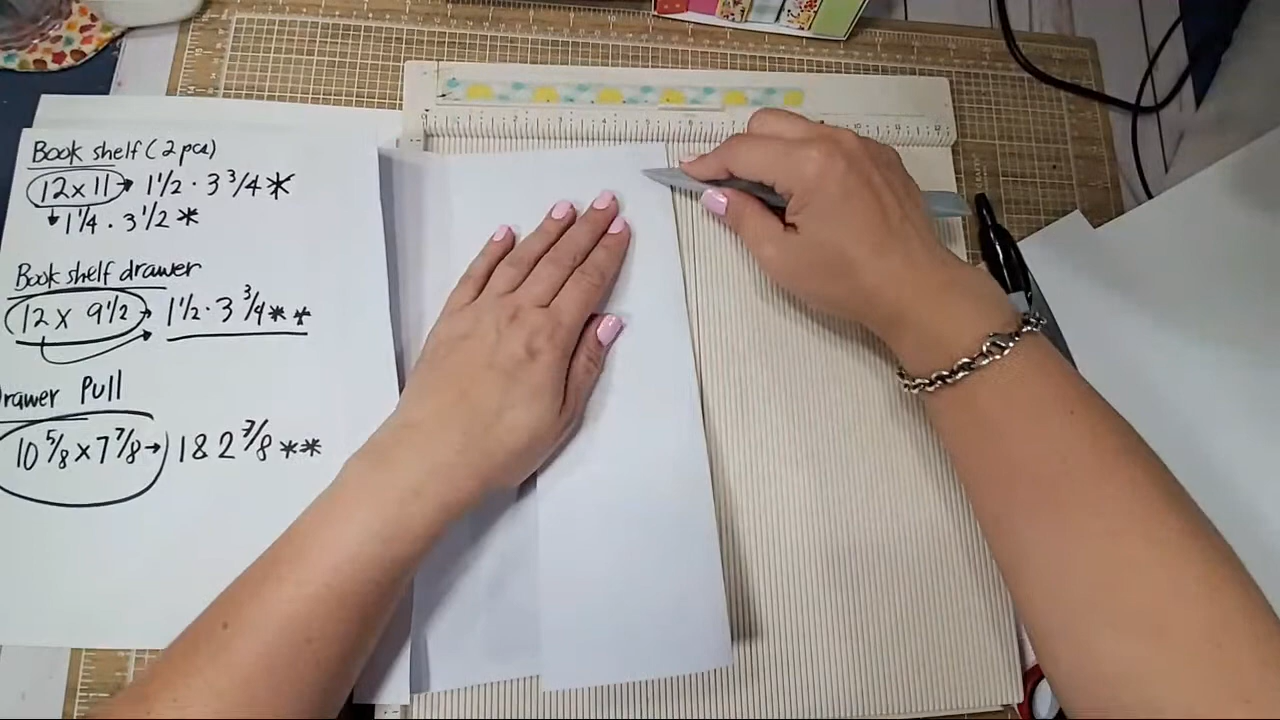 Book shelf (2 pcs)
12 x 11 → 1 1/2 · 3 3/4 *
1 1/4 · 3 1/2 *
Book shelf drawer
12 x 9 1/2 → 1 1/2 · 3 3/4 * *
rawer Pull
10 5/8 x 7 7/8 → 1 & 2 7/8 **